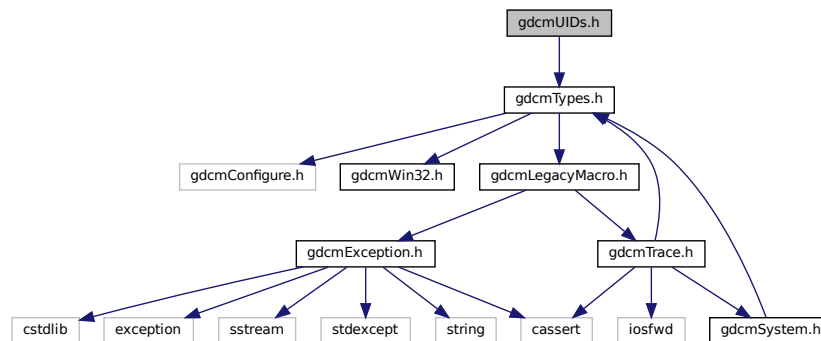 gdcmUIDs.h
gdcmTypes.h
gdcmConfigure.h
gdcmWin32.h
gdcmLegacyMacro.h
gdcmException.h
gdcmTrace.h
cstdlib
exception
sstream
stdexcept
string
cassert
iosfwd
gdcmSystem.h